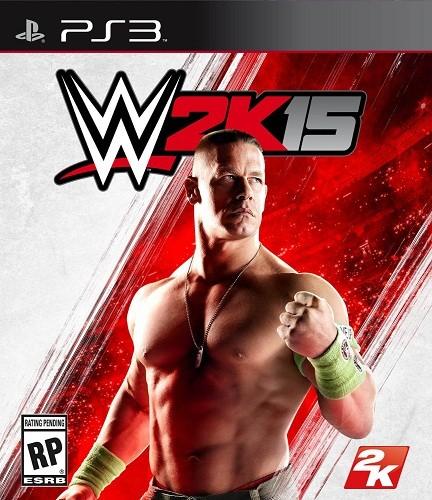 PS3
W2K15
RATING PENDING
RP
ESRB
2K